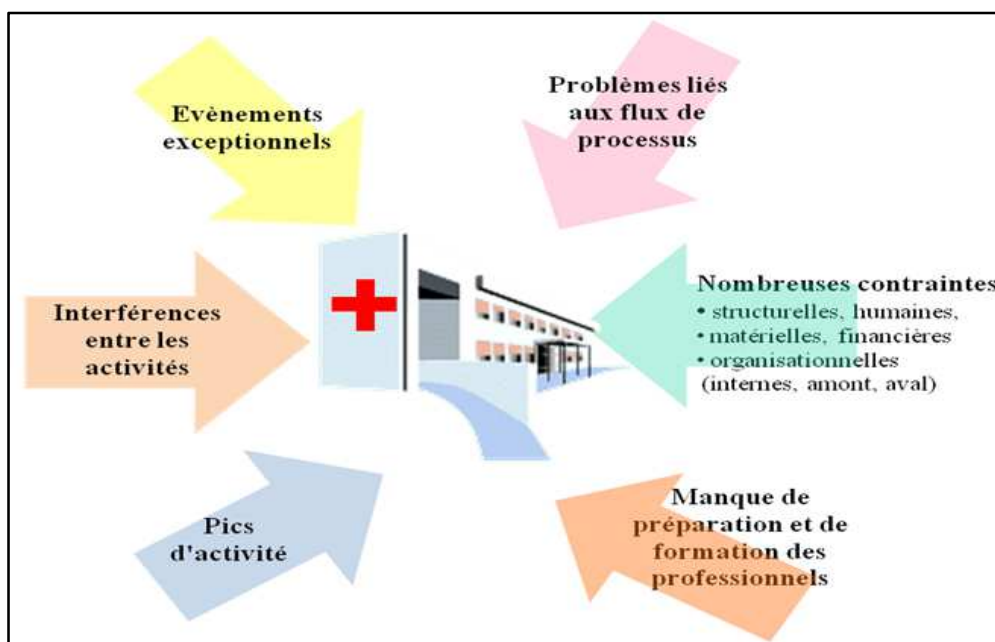 Evènements
exceptionnels
Problèmes liés
aux flux de
processus
Interférences
entre les
activités
Nombreuses contraintes
• structurelles, humaines,
• matérielles, financières
• organisationnelles
(internes, amont, aval)
Pics
d'activité
Manque de
préparation et de
formation des
professionnels